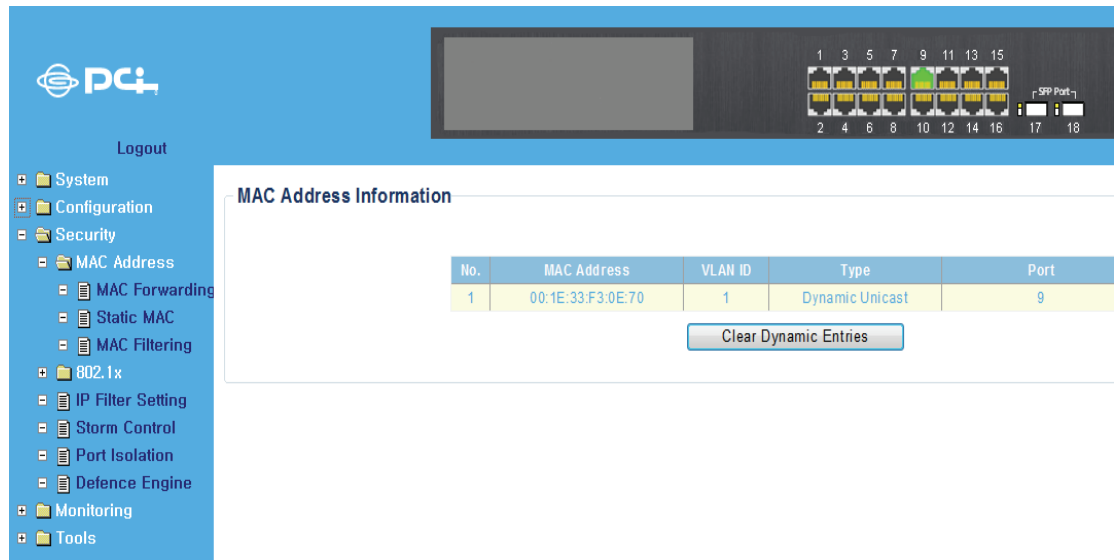 PCi
1 3 5 7 9 11 13 15
SFP Port
2 4 6 8 10 12 14 16 17 18
Logout
System
Configuration
Security
MAC Address
MAC Forwarding
Static MAC
MAC Filtering
802.1x
IP Filter Setting
Storm Control
Port Isolation
Defence Engine
Monitoring
Tools
MAC Address Information
No. MAC Address VLAN ID Type Port
1 00:1E:33:F3:0E:70 1 Dynamic Unicast 9
Clear Dynamic Entries